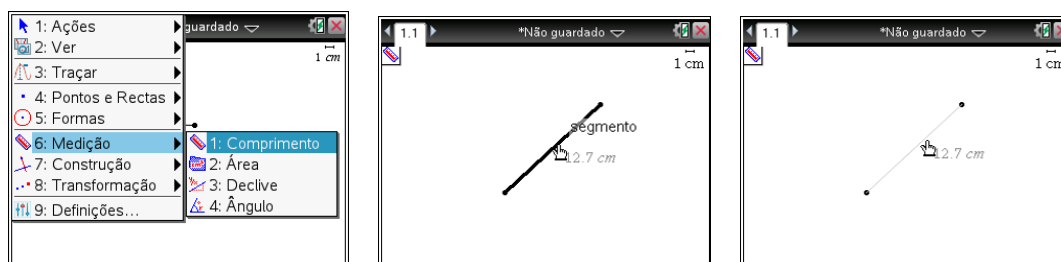 1: Ações
2: Ver
3: Traçar
4: Pontos e Rectas
5: Formas
6: Medição
7: Construção
8: Transformação
9: Definições...
guardado
1 cm
1: Comprimento
2: Área
3: Declive
4: Ângulo
1.1
*Não guardado
1 cm
segmento
12.7 cm
1.1
*Não guardado
1 cm
12.7 cm